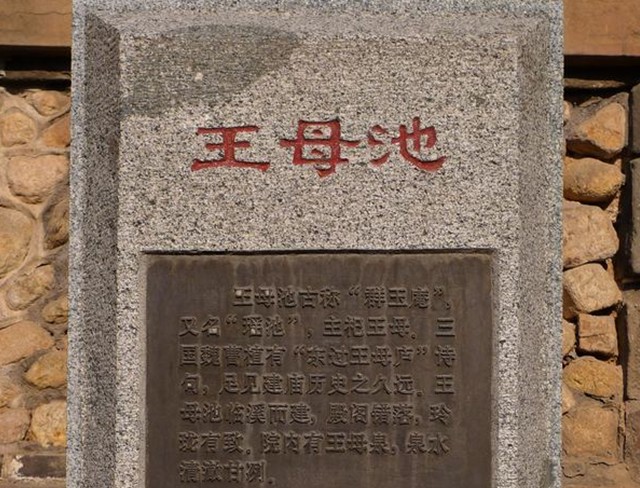 王母池
王母池古称“群玉庵”，
又名“瑶池”，主祀王母。三
国魏曹植有“东过王母庐”诗
句，足见建庙历史之久远。王
母池临溪而建，殿阁错落，玲
珑有致。院内有王母泉，泉水
清澈甘冽。